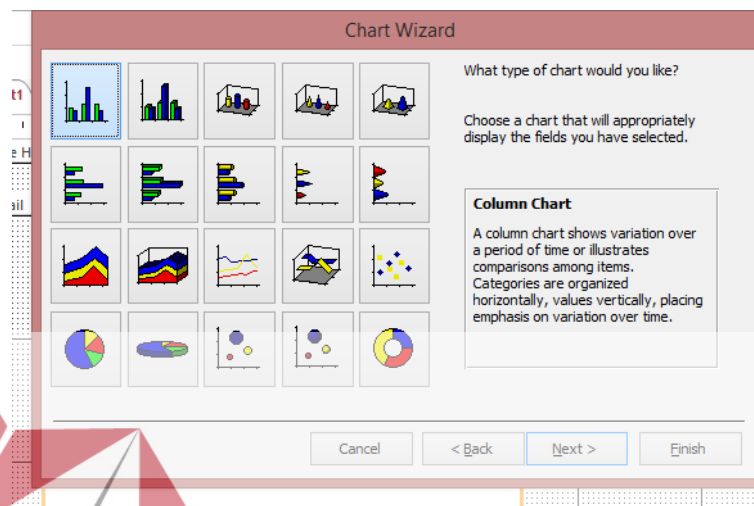 Chart Wizard
What type of chart would you like?
Choose a chart that will appropriately
display the fields you have selected.
Column Chart
A column chart shows variation over
a period of time or illustrates
comparisons among items.
Categories are organized
horizontally, values vertically, placing
emphasis on variation over time.
Cancel
< Back
Next >
Finish